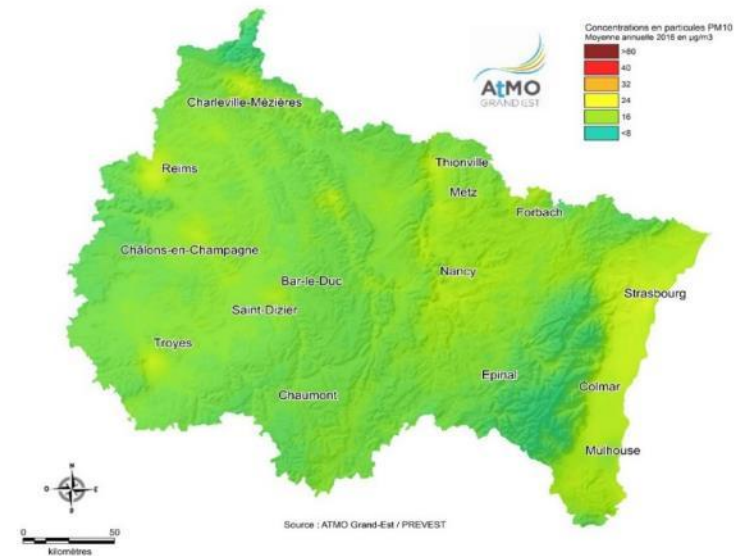 Concentrations en particules PM10
Moyenne annuelle 2016 en µg/m3
>80
40
32
24
16
<8
AtMO
GRAND EST
Charleville-Mézières
Reims
Thionville
Metz
Forbach
Châlons-en-Champagne
Bar-le-Duc
Nancy
Strasbourg
Saint-Dizier
Troyes
Epinal
Colmar
Chaumont
Mulhouse
N
O E
S
0 50
kilomètres
Source : ATMO Grand-Est / PREVEST